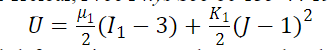 U = μ₁/2 (I₁ − 3) + K₁/2 (J − 1)²